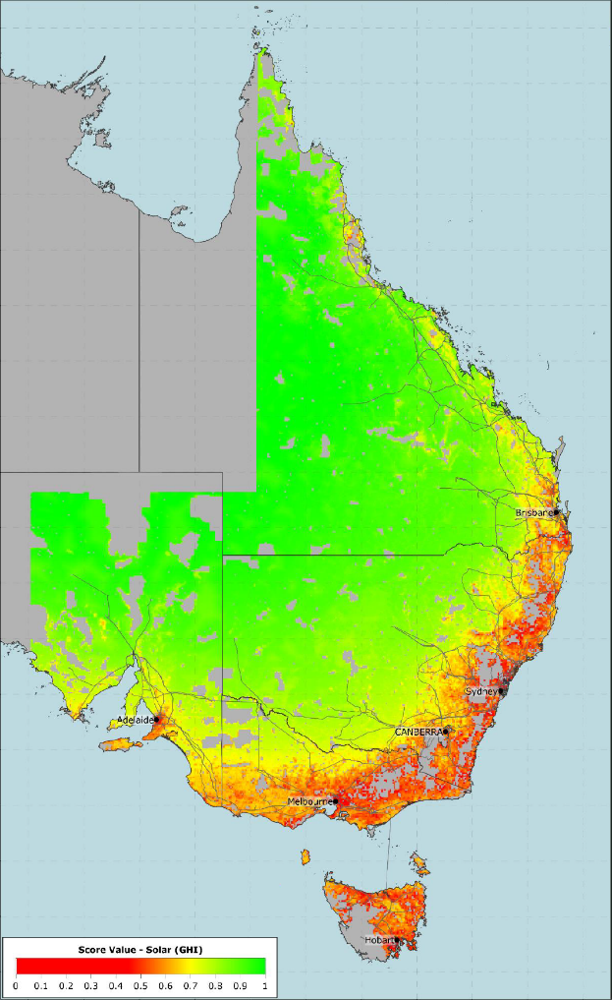 Brisbane
Sydney
Adelaide
CANBERRA
Melbourne
Hobart
Score Value - Solar (GHI)
0 0.1 0.2 0.3 0.4 0.5 0.6 0.7 0.8 0.9 1